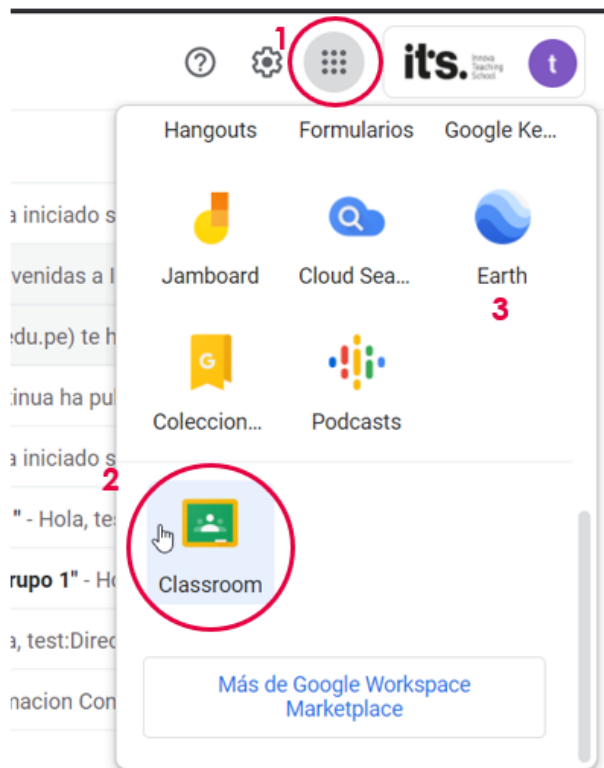 1
it's. Innova Teaching School
t
Hangouts Formularios Google Ke...
a iniciado s
Jamboard Cloud Sea... Earth
venidas a I
3
edu.pe) te h
G
tinua ha pul
Coleccion... Podcasts
a iniciado s
2
" - Hola, te
Classroom
rupo 1" - Ho
a, test:Direc
Más de Google Workspace
Marketplace
nacion Con